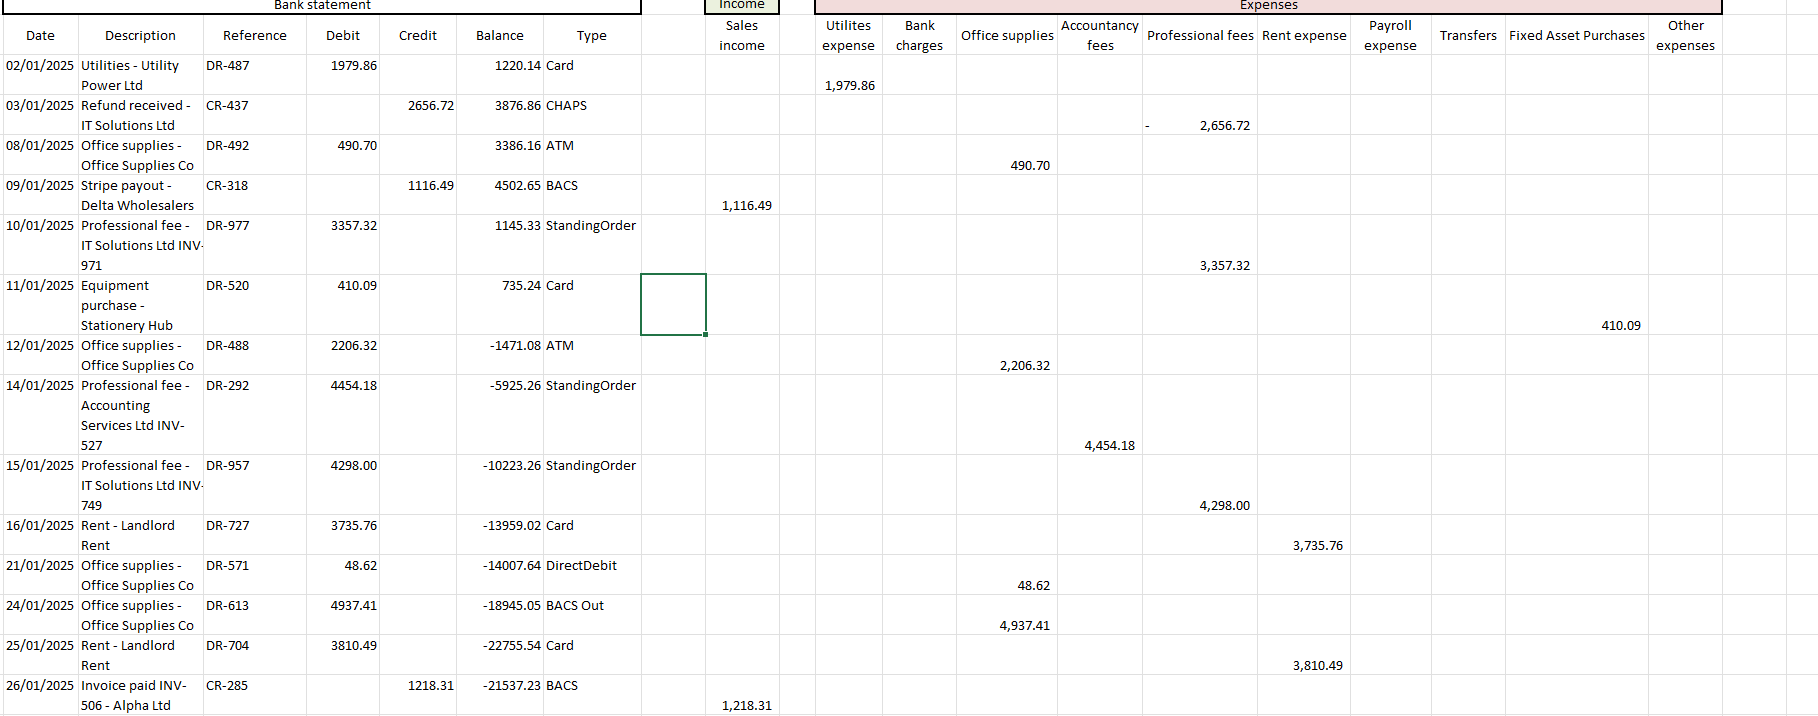 Bank statement Income Expenses
Date Description Reference Debit Credit Balance Type Sales income Utilites expense Bank charges Office supplies Accountancy fees Professional fees Rent expense Payroll expense Transfers Fixed Asset Purchases Other expenses
02/01/2025 Utilities - Utility DR-487 1979.86 1220.14 Card
Power Ltd 1,979.86
03/01/2025 Refund received - CR-437 2656.72 3876.86 CHAPS
IT Solutions Ltd - 2,656.72
08/01/2025 Office supplies - DR-492 490.70 3386.16 ATM
Office Supplies Co 490.70
09/01/2025 Stripe payout - CR-318 1116.49 4502.65 BACS
Delta Wholesalers 1,116.49
10/01/2025 Professional fee - DR-977 3357.32 1145.33 StandingOrder
IT Solutions Ltd INV-
971 3,357.32
11/01/2025 Equipment DR-520 410.09 735.24 Card
purchase -
Stationery Hub 410.09
12/01/2025 Office supplies - DR-488 2206.32 -1471.08 ATM
Office Supplies Co 2,206.32
14/01/2025 Professional fee - DR-292 4454.18 -5925.26 StandingOrder
Accounting
Services Ltd INV-
527 4,454.18
15/01/2025 Professional fee - DR-957 4298.00 -10223.26 StandingOrder
IT Solutions Ltd INV-
749 4,298.00
16/01/2025 Rent - Landlord DR-727 3735.76 -13959.02 Card
Rent 3,735.76
21/01/2025 Office supplies - DR-571 48.62 -14007.64 DirectDebit
Office Supplies Co 48.62
24/01/2025 Office supplies - DR-613 4937.41 -18945.05 BACS Out
Office Supplies Co 4,937.41
25/01/2025 Rent - Landlord DR-704 3810.49 -22755.54 Card
Rent 3,810.49
26/01/2025 Invoice paid INV- CR-285 1218.31 -21537.23 BACS
506 - Alpha Ltd 1,218.31